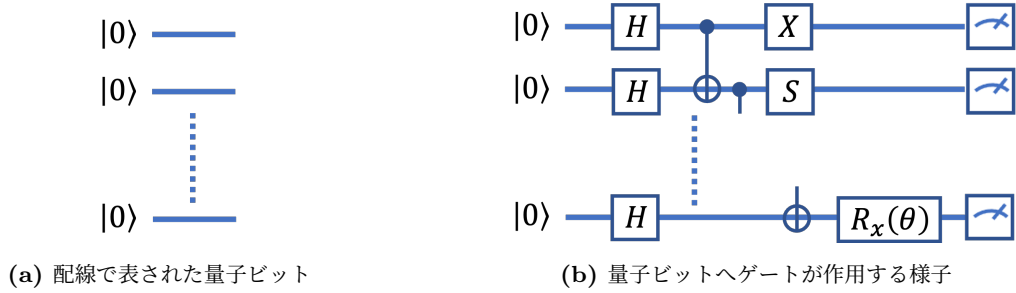 |0⟩
|0⟩
|0⟩
(a) 配線で表された量子ビット
|0⟩ H X
|0⟩ H S
|0⟩ H Rₓ(θ)
(b) 量子ビットへゲートが作用する様子